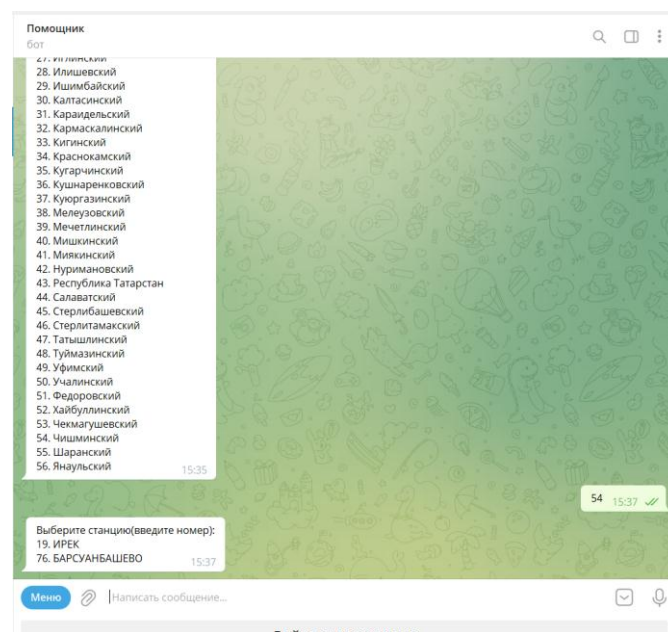 Помощник
бот
27. Иглинский
28. Илишевский
29. Ишимбайский
30. Калтасинский
31. Караидельский
32. Кармаскалинский
33. Кигинский
34. Краснокамский
35. Кугарчинский
36. Кушнаренковский
37. Куюргазинский
38. Мелеузовский
39. Мечетлинский
40. Мишкинский
41. Миякинский
42. Нуримановский
43. Республика Татарстан
44. Салаватский
45. Стерлибашевский
46. Стерлитамакский
47. Татышлинский
48. Туймазинский
49. Уфимский
50. Учалинский
51. Федоровский
52. Хайбуллинский
53. Чекмагушевский
54. Чишминский
55. Шаранский
56. Янаульский
15:35
54 15:37
Выберите станцию(введите номер):
19. ИРЕК
76. БАРСУАНБАШЕВО
15:37
Меню
Написать сообщение...